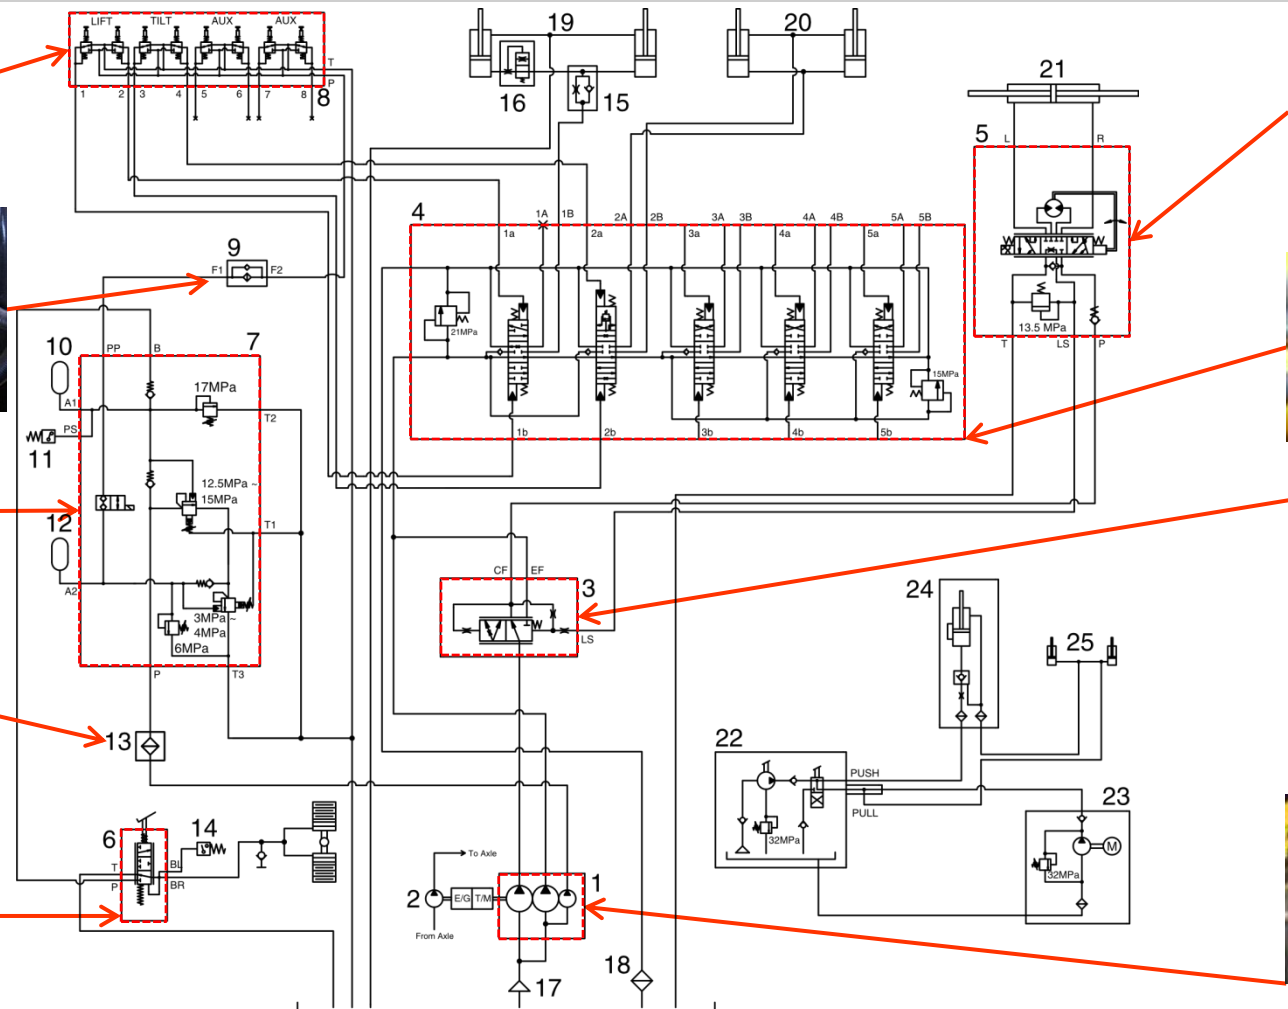 LIFT TILT AUX AUX
T
P
1 2 3 4 5 6 7 8
8
19
20
16
15
21
L R
5
13.5 MPa
T LS P
4
1A 1B 2A 2B 3A 3B 4A 4B 5A 5B
1a 2a 3a 4a 5a
21MPa
15MPa
1b 2b 3b 4b 5b
9
F1 F2
10
PP B
7
17MPa
A1
T2
PS
11
12.5MPa ~
15MPa
12
T1
A2
3MPa ~
4MPa
6MPa
P T3
13
CF EF
3
LS
24
25
22
PUSH
PULL
32MPa
23
M
32MPa
6
14
T
P
BL
BR
To Axle
2
E/G T/M
1
From Axle
17
18